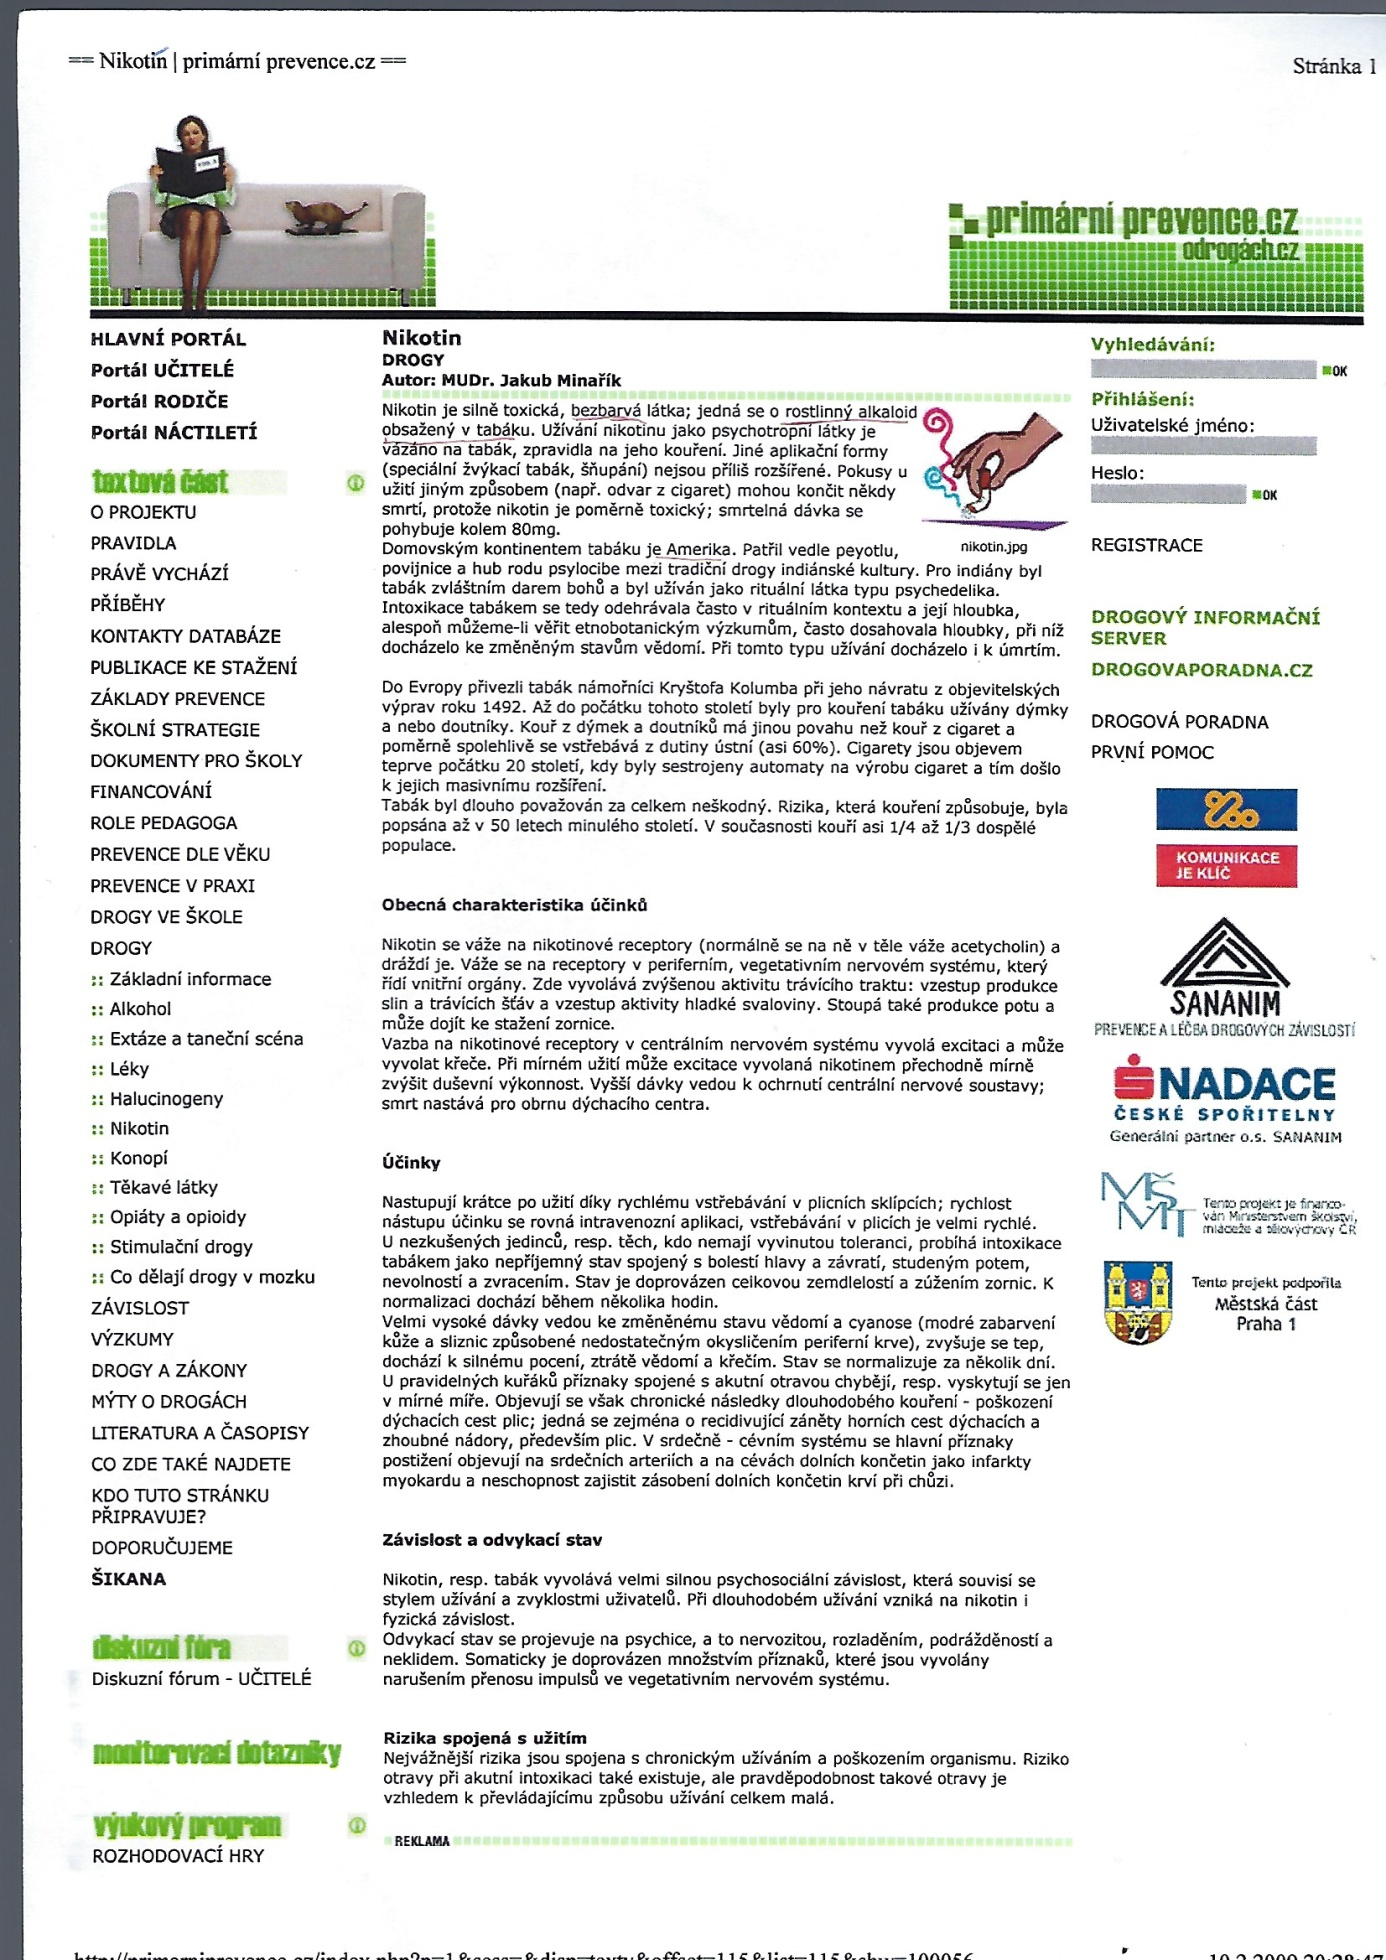 == Nikotin | primární prevence.cz ==
Stránka 1
primární prevence.cz
odrogách.cz
HLAVNÍ PORTÁL
Portál UČITELÉ
Portál RODIČE
Portál NÁCTILETÍ
textová část
O PROJEKTU
PRAVIDLA
PRÁVĚ VYCHÁZÍ
PŘÍBĚHY
KONTAKTY DATABÁZE
PUBLIKACE KE STAŽENÍ
ZÁKLADY PREVENCE
ŠKOLNÍ STRATEGIE
DOKUMENTY PRO ŠKOLY
FINANCOVÁNÍ
ROLE PEDAGOGA
PREVENCE DLE VĚKU
PREVENCE V PRAXI
DROGY VE ŠKOLE
DROGY
:: Základní informace
:: Alkohol
:: Extáze a taneční scéna
:: Léky
:: Halucinogeny
:: Nikotin
:: Konopí
:: Těkavé látky
:: Opiáty a opioidy
:: Stimulační drogy
:: Co dělají drogy v mozku
ZÁVISLOST
VÝZKUMY
DROGY A ZÁKONY
MÝTY O DROGÁCH
LITERATURA A ČASOPISY
CO ZDE TAKÉ NAJDETE
KDO TUTO STRÁNKU
PŘIPRAVUJE?
DOPORUČUJEME
ŠIKANA
diskuzní fóra
Diskuzní fórum - UČITELÉ
monitorovací dotazníky
výukový program
ROZHODOVACÍ HRY
Nikotin
DROGY
Autor: MUDr. Jakub Minařík
Nikotin je silně toxická, bezbarvá látka; jedná se o rostlinný alkaloid
obsažený v tabáku. Užívání nikotinu jako psychotropní látky je
vázáno na tabák, zpravidla na jeho kouření. Jiné aplikační formy
(speciální žvýkací tabák, šňupání) nejsou příliš rozšířené. Pokusy u
užití jiným způsobem (např. odvar z cigaret) mohou končit někdy
smrtí, protože nikotin je poměrně toxický; smrtelná dávka se
pohybuje kolem 80mg.
nikotin.jpg
Domovským kontinentem tabáku je Amerika. Patřil vedle peyotlu,
povijnice a hub rodu psylocibe mezi tradiční drogy indiánské kultury. Pro indiány byl
tabák zvláštním darem bohů a byl užíván jako rituální látka typu psychedelika.
Intoxikace tabákem se tedy odehrávala často v rituálním kontextu a její hloubka,
alespoň můžeme-li věřit etnobotanickým výzkumům, často dosahovala hloubky, při níž
docházelo ke změněným stavům vědomí. Při tomto typu užívání docházelo i k úmrtím.
Do Evropy přivezli tabák námořníci Kryštofa Kolumba při jeho návratu z objevitelských
výprav roku 1492. Až do počátku tohoto století byly pro kouření tabáku užívány dýmky
a nebo doutníky. Kouř z dýmek a doutníků má jinou povahu než kouř z cigaret a
poměrně spolehlivě se vstřebává z dutiny ústní (asi 60%). Cigarety jsou objevem
teprve počátku 20 století, kdy byly sestrojeny automaty na výrobu cigaret a tím došlo
k jejich masivnímu rozšíření.
Tabák byl dlouho považován za celkem neškodný. Rizika, která kouření způsobuje, byla
popsána až v 50 letech minulého století. V současnosti kouří asi 1/4 až 1/3 dospělé
populace.
Obecná charakteristika účinků
Nikotin se váže na nikotinové receptory (normálně se na ně v těle váže acetycholin) a
dráždí je. Váže se na receptory v periferním, vegetativním nervovém systému, který
řídí vnitřní orgány. Zde vyvolává zvýšenou aktivitu trávícího traktu: vzestup produkce
slin a trávících šťáv a vzestup aktivity hladké svaloviny. Stoupá také produkce potu a
může dojít ke stažení zornice.
Vazba na nikotinové receptory v centrálním nervovém systému vyvolá excitaci a může
vyvolat křeče. Při mírném užití může excitace vyvolaná nikotinem přechodně mírně
zvýšit duševní výkonnost. Vyšší dávky vedou k ochrnutí centrální nervové soustavy;
smrt nastává pro obrnu dýchacího centra.
Účinky
Nastupují krátce po užití díky rychlému vstřebávání v plicních sklípcích; rychlost
nástupu účinku se rovná intravenozní aplikaci, vstřebávání v plicích je velmi rychlé.
U nezkušených jedinců, resp. těch, kdo nemají vyvinutou toleranci, probíhá intoxikace
tabákem jako nepříjemný stav spojený s bolestí hlavy a závratí, studeným potem,
nevolností a zvracením. Stav je doprovázen celkovou zemdlelostí a zúžením zornic. K
normalizaci dochází během několika hodin.
Velmi vysoké dávky vedou ke změněnému stavu vědomí a cyanose (modré zabarvení
kůže a sliznic způsobené nedostatečným okysličením periferní krve), zvyšuje se tep,
dochází k silnému pocení, ztrátě vědomí a křečím. Stav se normalizuje za několik dní.
U pravidelných kuřáků příznaky spojené s akutní otravou chybějí, resp. vyskytují se jen
v mírné míře. Objevují se však chronické následky dlouhodobého kouření - poškození
dýchacích cest plic; jedná se zejména o recidivující záněty horních cest dýchacích a
zhoubné nádory, především plic. V srdečně - cévním systému se hlavní příznaky
postižení objevují na srdečních arteriích a na cévách dolních končetin jako infarkty
myokardu a neschopnost zajistit zásobení dolních končetin krví při chůzi.
Závislost a odvykací stav
Nikotin, resp. tabák vyvolává velmi silnou psychosociální závislost, která souvisí se
stylem užívání a zvyklostmi uživatelů. Při dlouhodobém užívání vzniká na nikotin i
fyzická závislost.
Odvykací stav se projevuje na psychice, a to nervozitou, rozladěním, podrážděností a
neklidem. Somaticky je doprovázen množstvím příznaků, které jsou vyvolány
narušením přenosu impulsů ve vegetativním nervovém systému.
Rizika spojená s užitím
Nejvážnější rizika jsou spojena s chronickým užíváním a poškozením organismu. Riziko
otravy při akutní intoxikaci také existuje, ale pravděpodobnost takové otravy je
vzhledem k převládajícímu způsobu užívání celkem malá.
REKLAMA
Vyhledávání:
OK
Přihlášení:
Uživatelské jméno:
Heslo:
OK
REGISTRACE
DROGOVÝ INFORMAČNÍ
SERVER
DROGOVAPORADNA.CZ
DROGOVÁ PORADNA
PRVNÍ POMOC
KOMUNIKACE
JE KLÍČ
SANANIM
PREVENCE A LÉČBA DROGOVÝCH ZÁVISLOSTÍ
NADACE
ČESKÉ SPOŘITELNY
Generální partner o.s. SANANIM
MŠMT
Tento projekt je financo-
ván Ministerstvem školství,
mládeže a tělovýchovy ČR
Tento projekt podpořila
Městská část
Praha 1